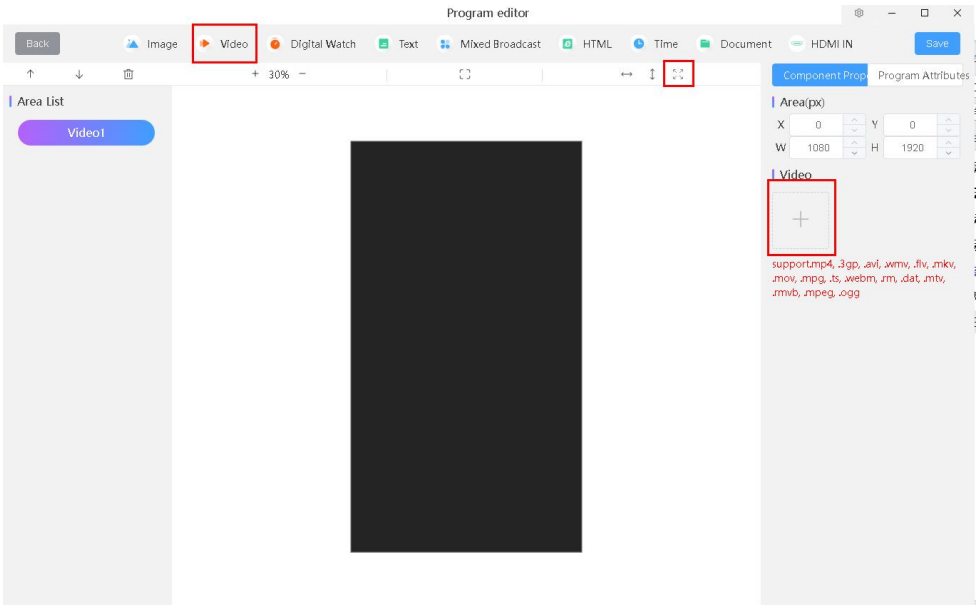 Program editor
Back
Image
Video
Digital Watch
Text
Mixed Broadcast
HTML
Time
Document
HDMI IN
Save
+ 30% −
Component Prop
Program Attributes
Area List
Video1
Area(px)
X 0 Y 0
W 1080 H 1920
Video
support.mp4, .3gp, .avi, .wmv, .flv, .mkv,
.mov, .mpg, .ts, .webm, .rm, .dat, .mtv,
.rmvb, .mpeg, .ogg